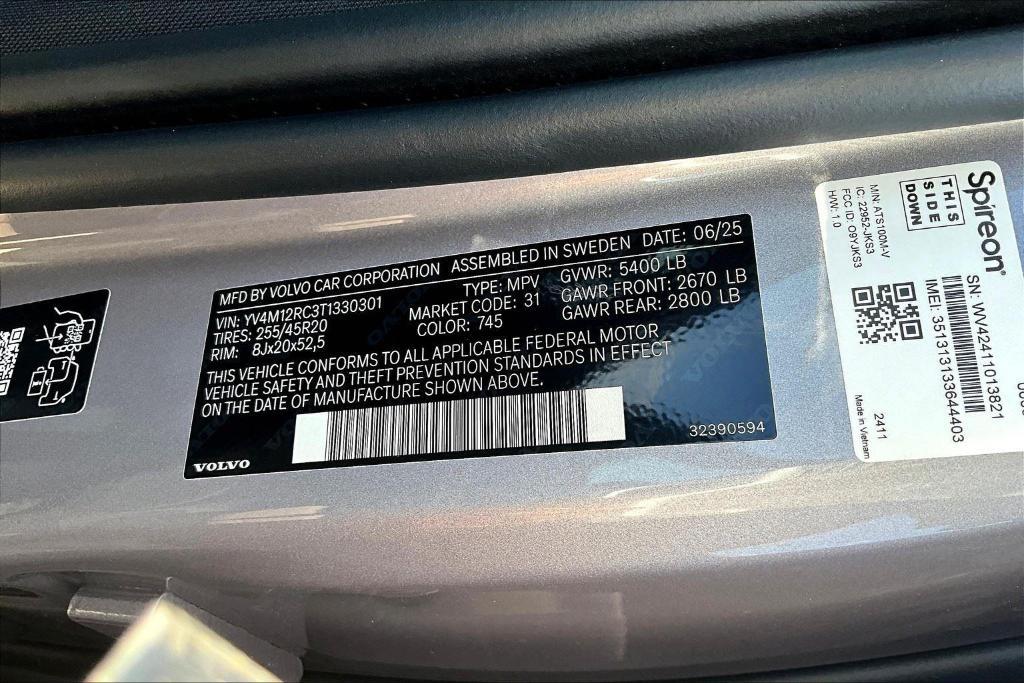 MFD BY VOLVO CAR CORPORATION ASSEMBLED IN SWEDEN DATE: 06/25
VIN: YV4M12RC3T1330301 TYPE: MPV GVWR: 5400 LB
TIRES: 255/45R20 MARKET CODE: 31 GAWR FRONT: 2670 LB
RIM: 8Jx20x52,5 COLOR: 745 GAWR REAR: 2800 LB
THIS VEHICLE CONFORMS TO ALL APPLICABLE FEDERAL MOTOR
VEHICLE SAFETY AND THEFT PREVENTION STANDARDS IN EFFECT
ON THE DATE OF MANUFACTURE SHOWN ABOVE.
VOLVO
32390594
Spireon
THIS
SIDE
DOWN
M/N: ATS100M-V
IC: 22952-JKS3
FCC ID: O9YJKS3
H/W: 1.0
SN: WV42411013821
IMEI: 351313133644403
2411
Made in Vietnam